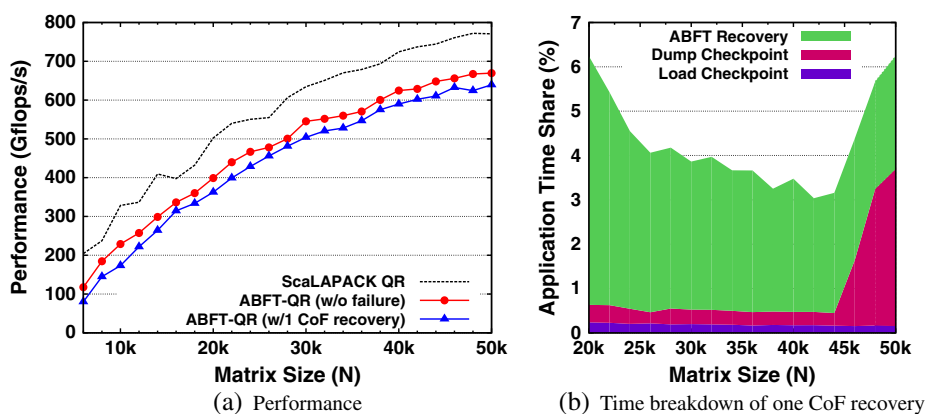 800
700
600
500
400
300
200
100
0
Performance (Gflops/s)
ScaLAPACK QR
ABFT-QR (w/o failure)
ABFT-QR (w/1 CoF recovery)
10k 20k 30k 40k 50k
Matrix Size (N)
(a) Performance
7
6
5
4
3
2
1
0
Application Time Share (%)
ABFT Recovery
Dump Checkpoint
Load Checkpoint
20k 25k 30k 35k 40k 45k 50k
Matrix Size (N)
(b) Time breakdown of one CoF recovery